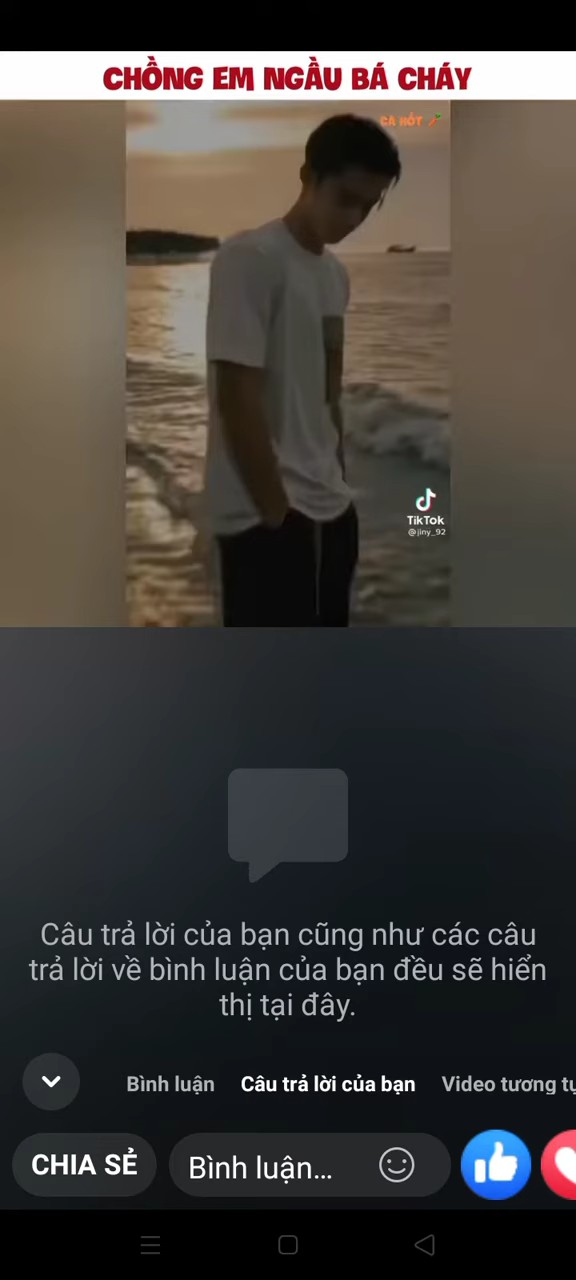 CHỒNG EM NGẦU BÁ CHÁY
CA HÓT
TikTok
@jiny_92
Câu trả lời của bạn cũng như các câu
trả lời về bình luận của bạn đều sẽ hiển
thị tại đây.
Bình luận Câu trả lời của bạn Video tương tự
CHIA SẺ Bình luận...